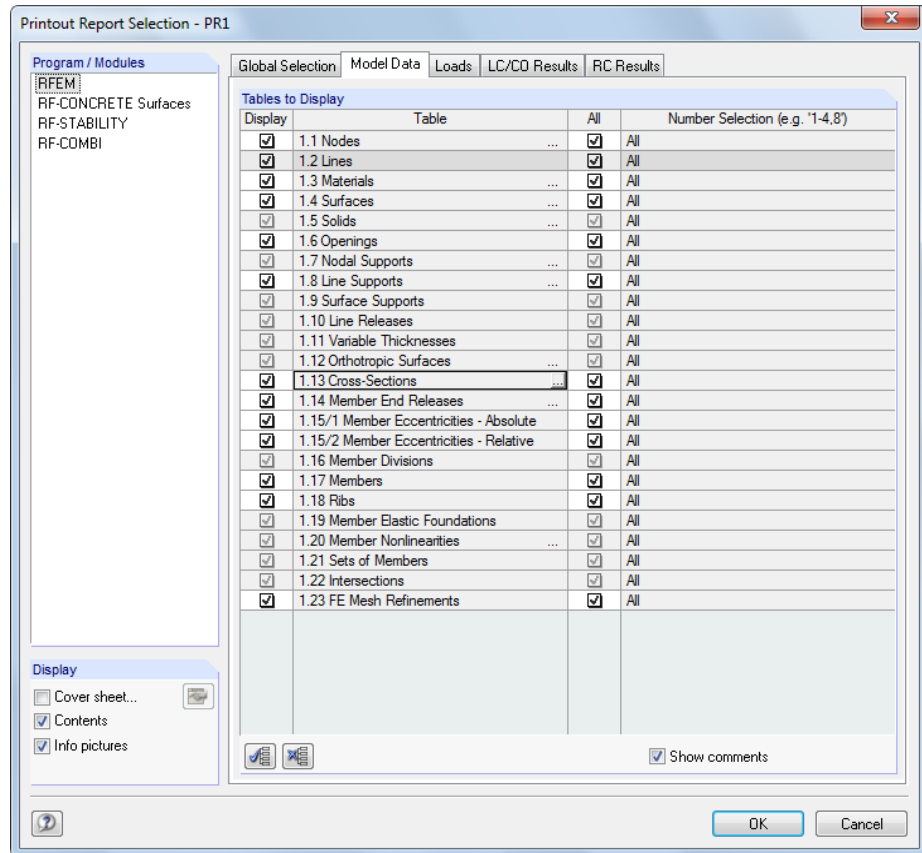 Printout Report Selection - PR1
Program / Modules
RFEM
RF-CONCRETE Surfaces
RF-STABILITY
RF-COMBI
Global Selection Model Data Loads LC/CO Results RC Results
Tables to Display
Display Table All Number Selection (e.g. '1-4,8')
1.1 Nodes ... All
1.2 Lines All
1.3 Materials ... All
1.4 Surfaces ... All
1.5 Solids ... All
1.6 Openings All
1.7 Nodal Supports ... All
1.8 Line Supports ... All
1.9 Surface Supports All
1.10 Line Releases All
1.11 Variable Thicknesses All
1.12 Orthotropic Surfaces ... All
1.13 Cross-Sections ... All
1.14 Member End Releases ... All
1.15/1 Member Eccentricities - Absolute All
1.15/2 Member Eccentricities - Relative All
1.16 Member Divisions All
1.17 Members All
1.18 Ribs All
1.19 Member Elastic Foundations All
1.20 Member Nonlinearities ... All
1.21 Sets of Members All
1.22 Intersections All
1.23 FE Mesh Refinements All
Display
Cover sheet...
Contents
Info pictures
Show comments
OK Cancel